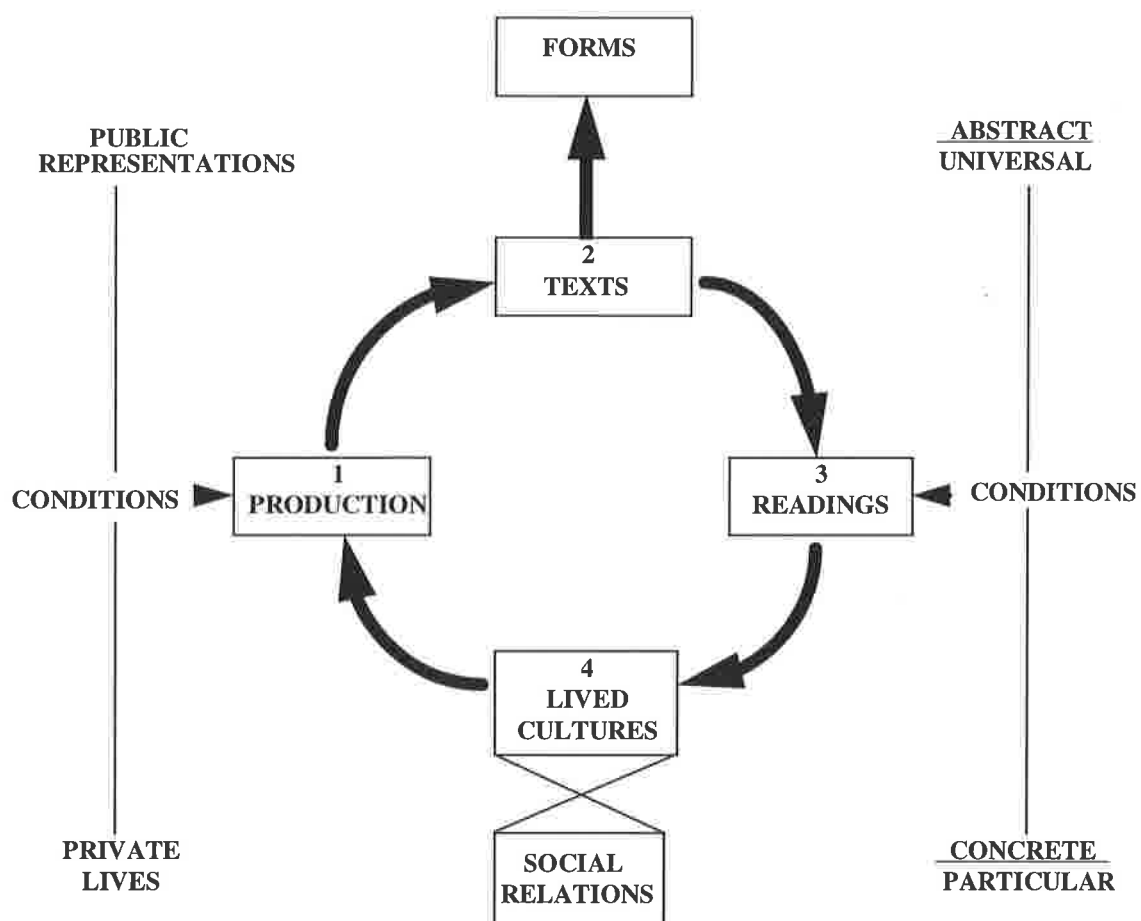 FORMS
PUBLIC
REPRESENTATIONS
ABSTRACT
UNIVERSAL
2
TEXTS
CONDITIONS
1
PRODUCTION
3
READINGS
CONDITIONS
4
LIVED
CULTURES
PRIVATE
LIVES
SOCIAL
RELATIONS
CONCRETE
PARTICULAR